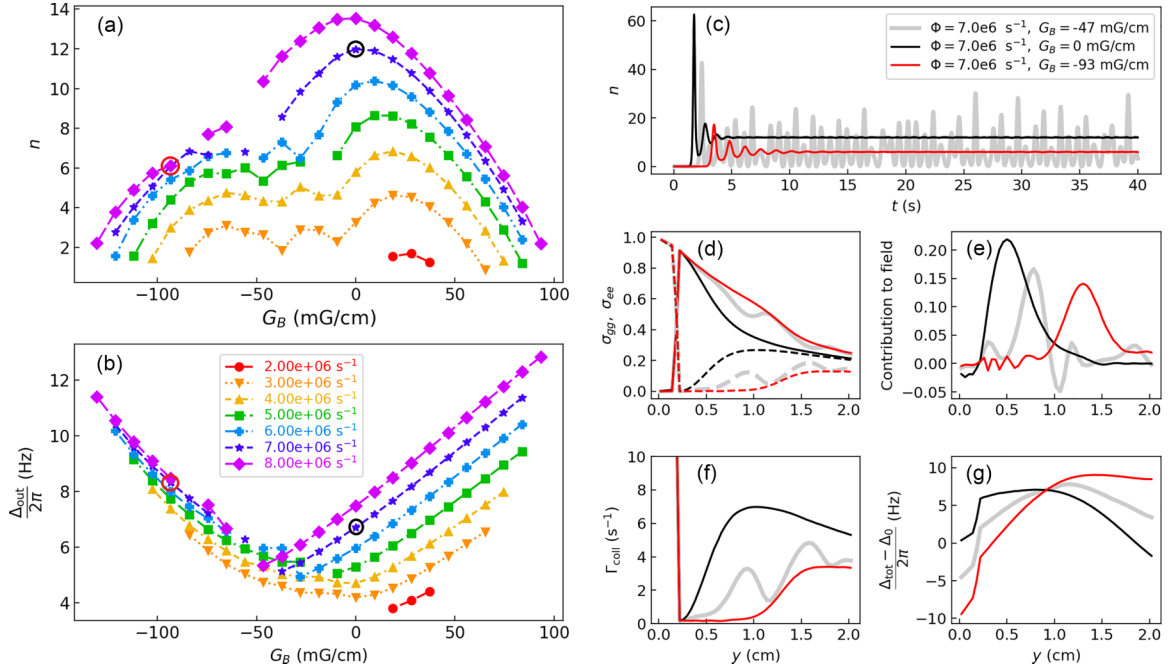 (a)
14
12
10
8
6
4
2
n
−100 −50 0 50 100
G_B (mG/cm)
(b)
12
10
8
6
4
Δ_out / 2π (Hz)
2.00e+06 s⁻¹
3.00e+06 s⁻¹
4.00e+06 s⁻¹
5.00e+06 s⁻¹
6.00e+06 s⁻¹
7.00e+06 s⁻¹
8.00e+06 s⁻¹
−100 −50 0 50 100
G_B (mG/cm)
(c)
60
40
20
0
n
Φ = 7.0e6 s⁻¹, G_B = -47 mG/cm
Φ = 7.0e6 s⁻¹, G_B = 0 mG/cm
Φ = 7.0e6 s⁻¹, G_B = -93 mG/cm
0 5 10 15 20 25 30 35 40
t (s)
(d)
1.0
0.8
0.6
0.4
0.2
0.0
σ_gg, σ_ee
0.0 0.5 1.0 1.5 2.0
(e)
0.20
0.15
0.10
0.05
0.00
−0.05
Contribution to field
0.0 0.5 1.0 1.5 2.0
(f)
10
8
6
4
2
0
Γ_coll (s⁻¹)
0.0 0.5 1.0 1.5 2.0
y (cm)
(g)
10
5
0
−5
−10
Δ_tot − Δ_0 / 2π (Hz)
0.0 0.5 1.0 1.5 2.0
y (cm)